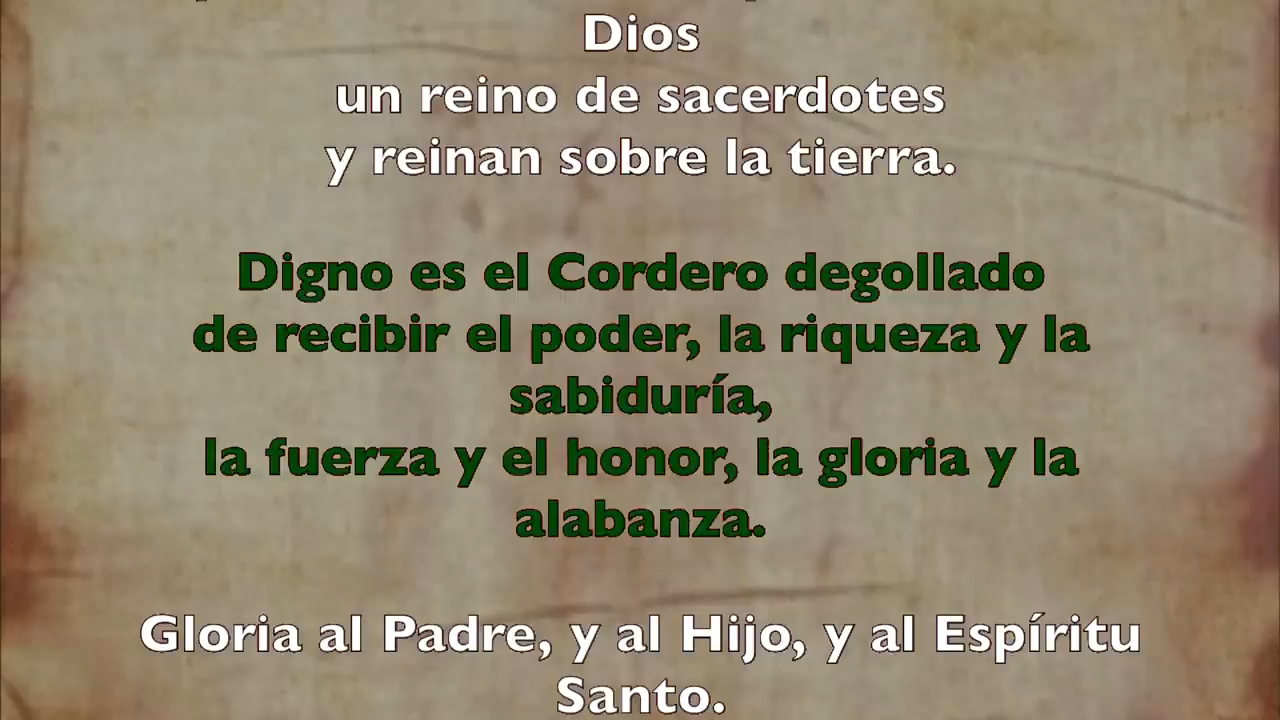 Dios
un reino de sacerdotes
y reinan sobre la tierra.
Digno es el Cordero degollado
de recibir el poder, la riqueza y la
sabiduría,
la fuerza y el honor, la gloria y la
alabanza.
Gloria al Padre, y al Hijo, y al Espíritu
Santo.